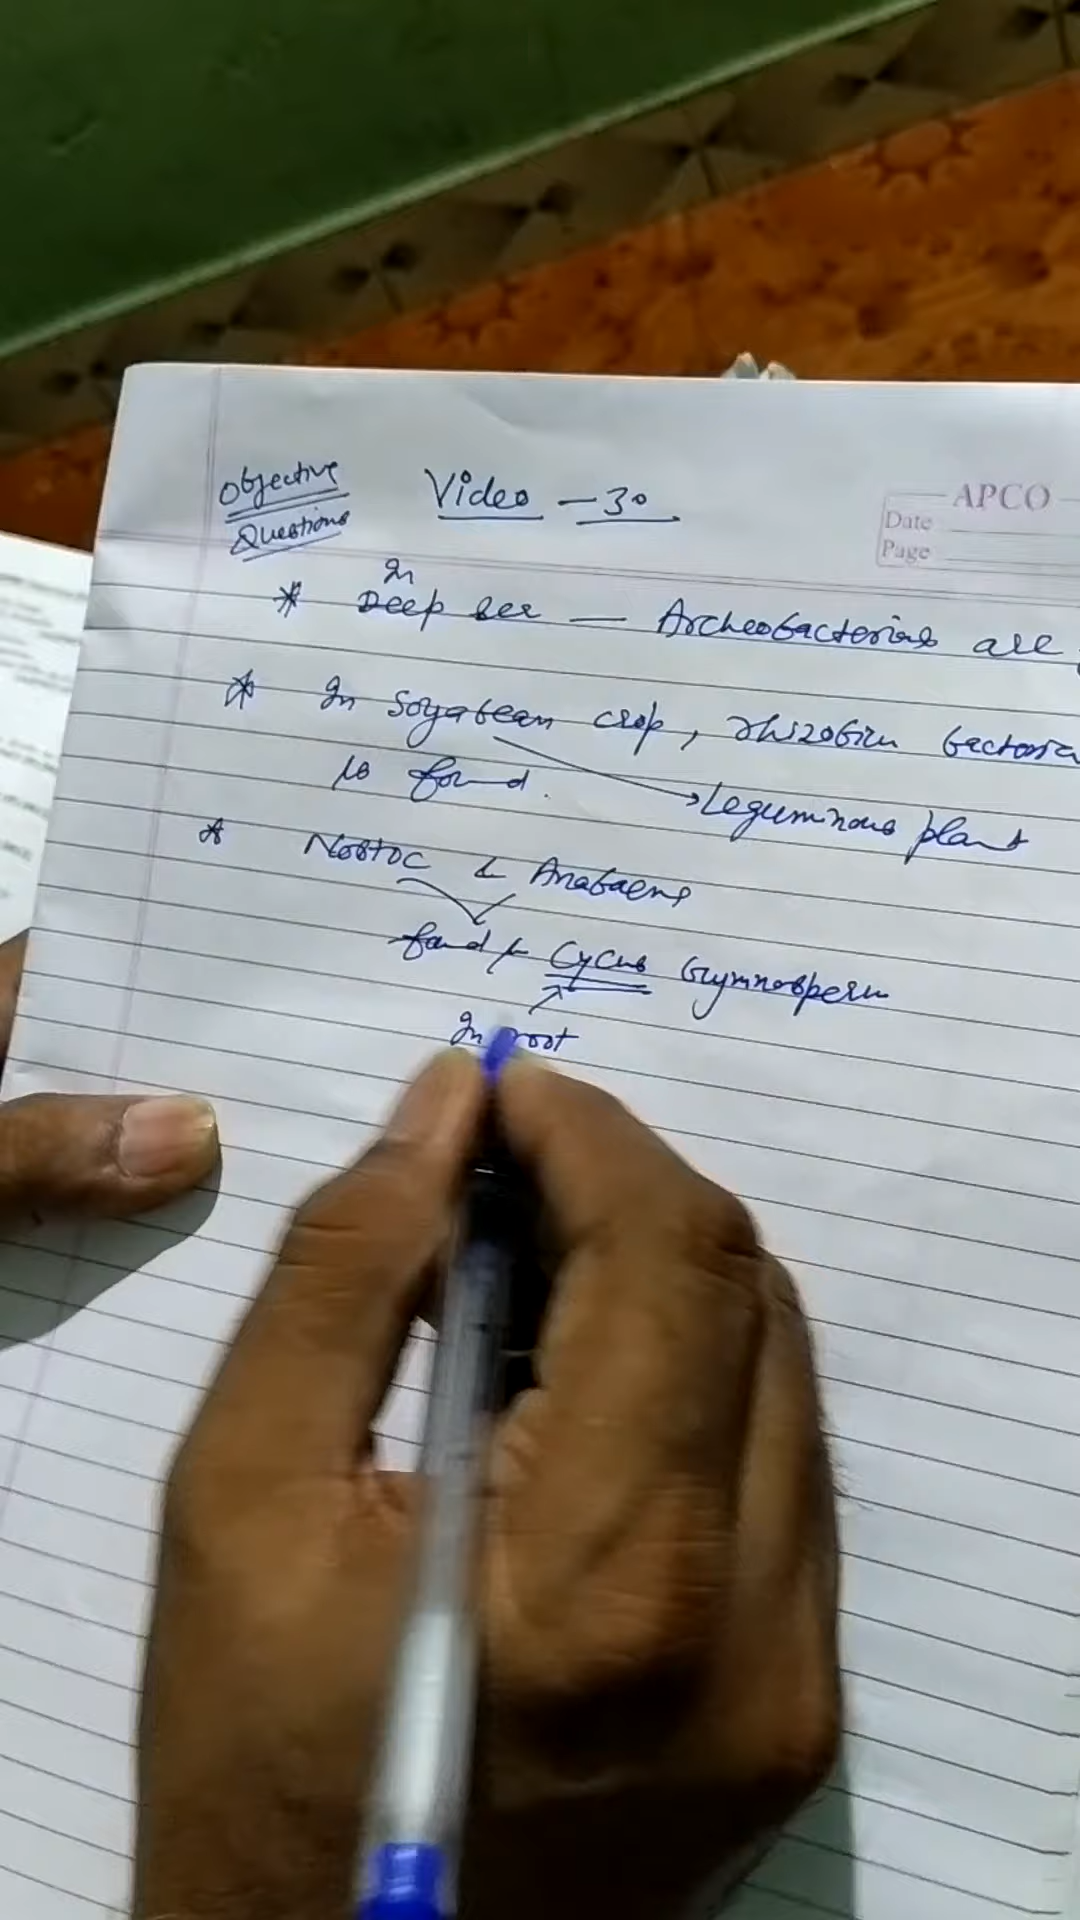 Objective
Questions
Video - 30
APCO
Date
Page
* In Deep see — Archeobacterias are
* In Soyabean crop, rhizobium bacteria
is found.
→ Leguminous plant
* Nostoc & Anabaena
found in Cycus Gymnosperm
In root